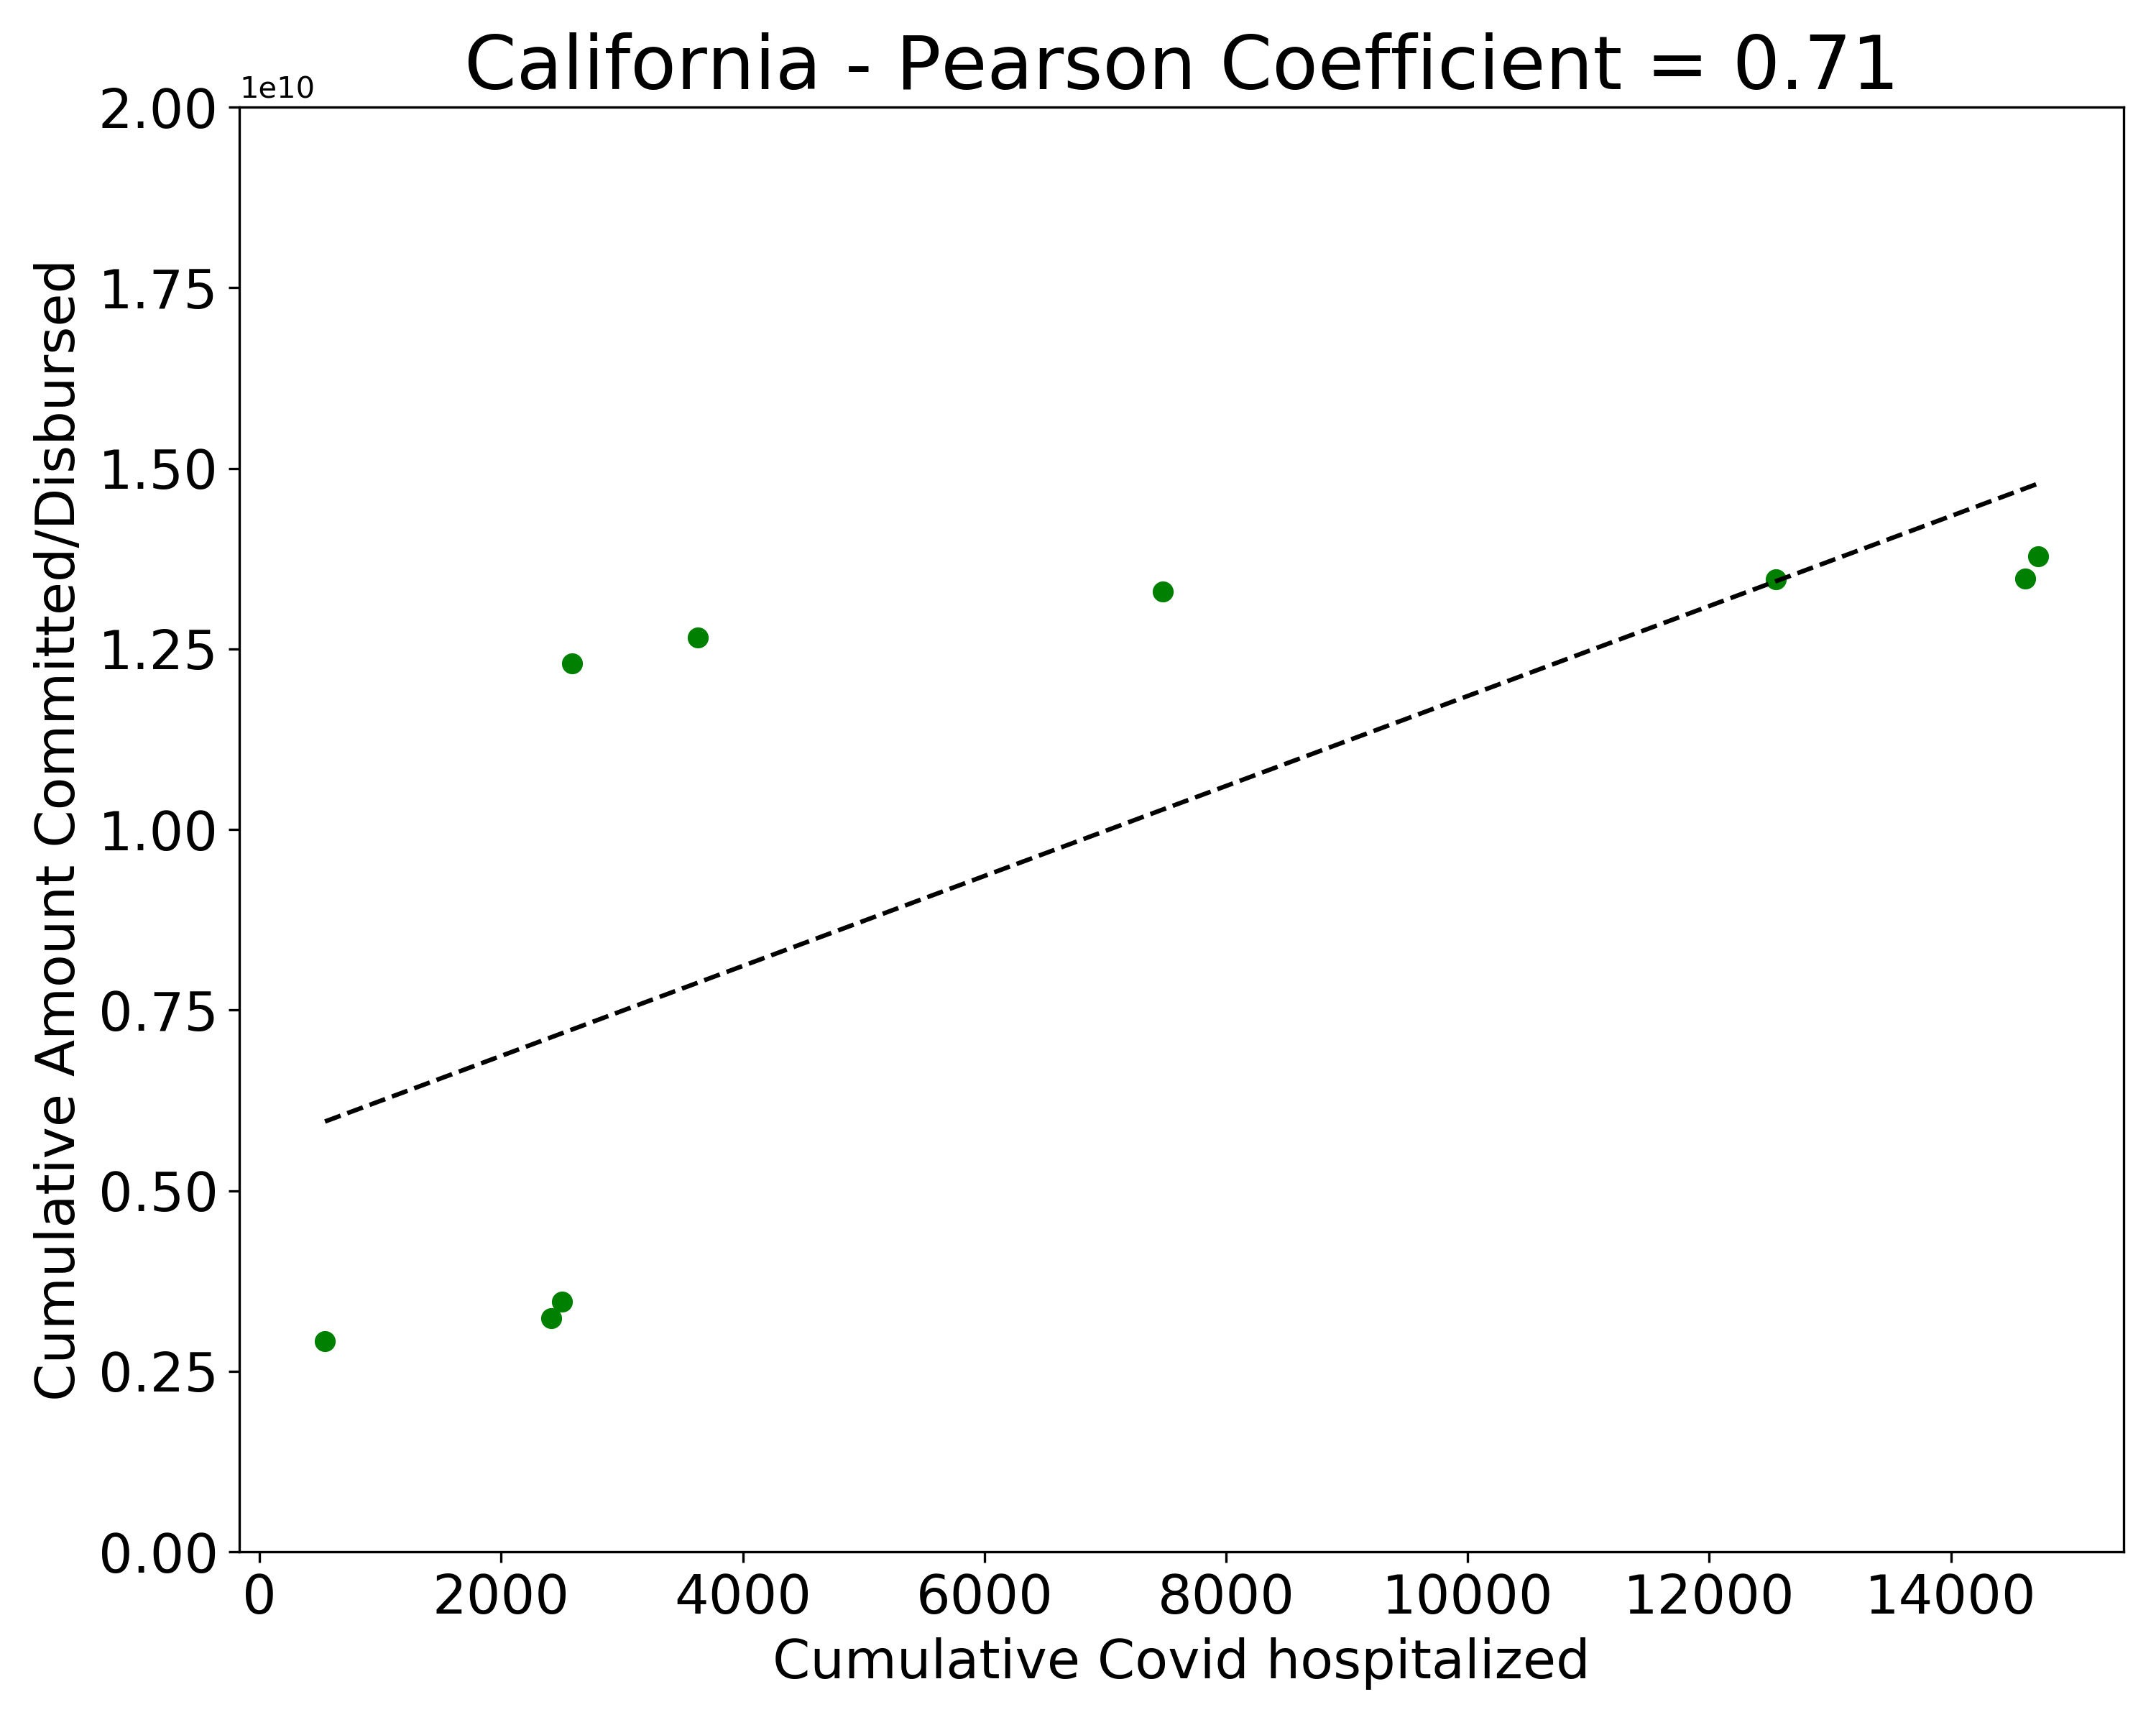 California - Pearson Coefficient = 0.71
1e10
2.00
1.75
1.50
1.25
1.00
0.75
0.50
0.25
0.00
Cumulative Amount Committed/Disbursed
0 2000 4000 6000 8000 10000 12000 14000
Cumulative Covid hospitalized